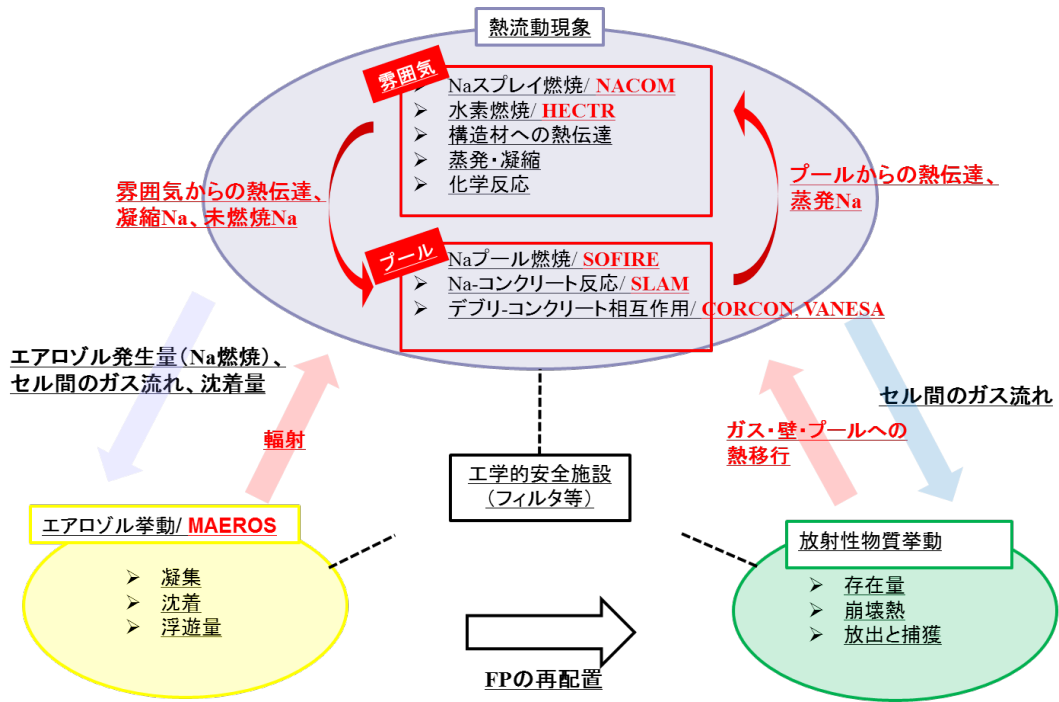 熱流動現象
雰囲気
Naスプレイ燃焼/ NACOM
水素燃焼/ HECTR
構造材への熱伝達
蒸発・凝縮
化学反応
雰囲気からの熱伝達、
凝縮Na、未燃焼Na
プールからの熱伝達、
蒸発Na
プール
Naプール燃焼/ SOFIRE
Na-コンクリート反応/ SLAM
デブリ-コンクリート相互作用/ CORCON, VANESA
エアロゾル発生量(Na燃焼)、
セル間のガス流れ、沈着量
輻射
セル間のガス流れ
ガス・壁・プールへの
熱移行
工学的安全施設
(フィルタ等)
エアロゾル挙動/ MAEROS
凝集
沈着
浮遊量
放射性物質挙動
存在量
崩壊熱
放出と捕獲
FPの再配置